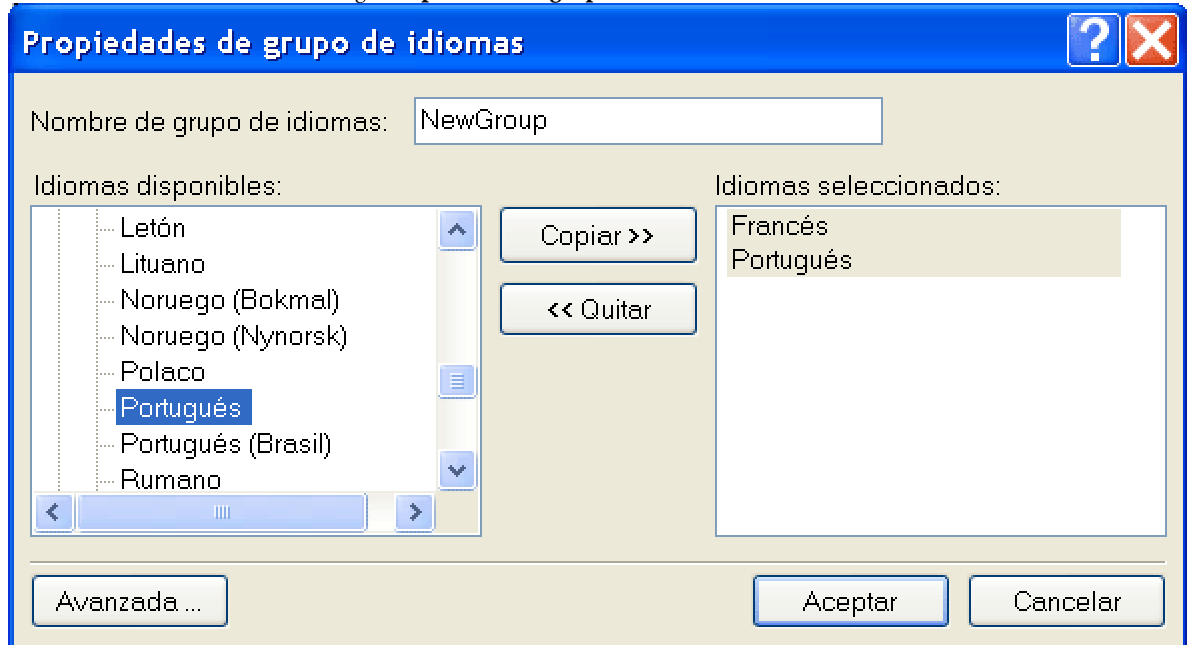 Propiedades de grupo de idiomas
Nombre de grupo de idiomas: NewGroup
Idiomas disponibles:
Letón
Lituano
Noruego (Bokmal)
Noruego (Nynorsk)
Polaco
Portugués
Portugués (Brasil)
Rumano
Copiar >>
<< Quitar
Idiomas seleccionados:
Francés
Portugués
Avanzada ...
Aceptar
Cancelar